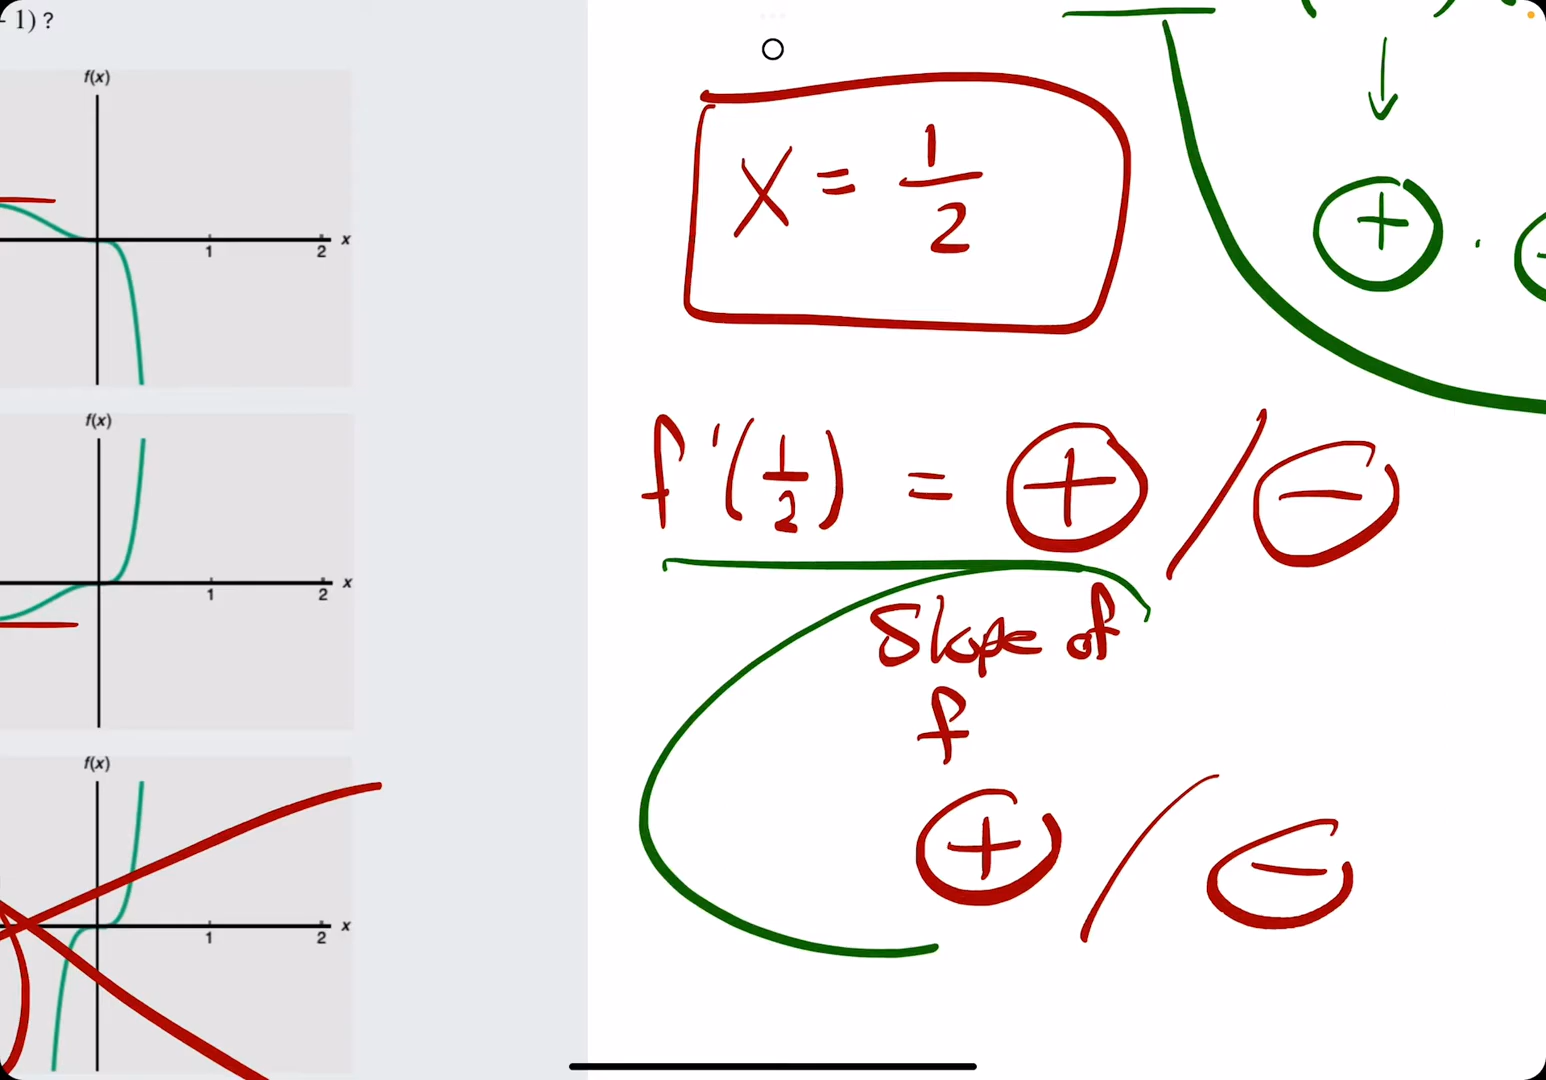 - 1) ?
f(x)
x
1 2
f(x)
x
1 2
f(x)
x
1 2
X = 1/2
+ ·
f'(1/2) = + / -
Slope of
f
+ / -